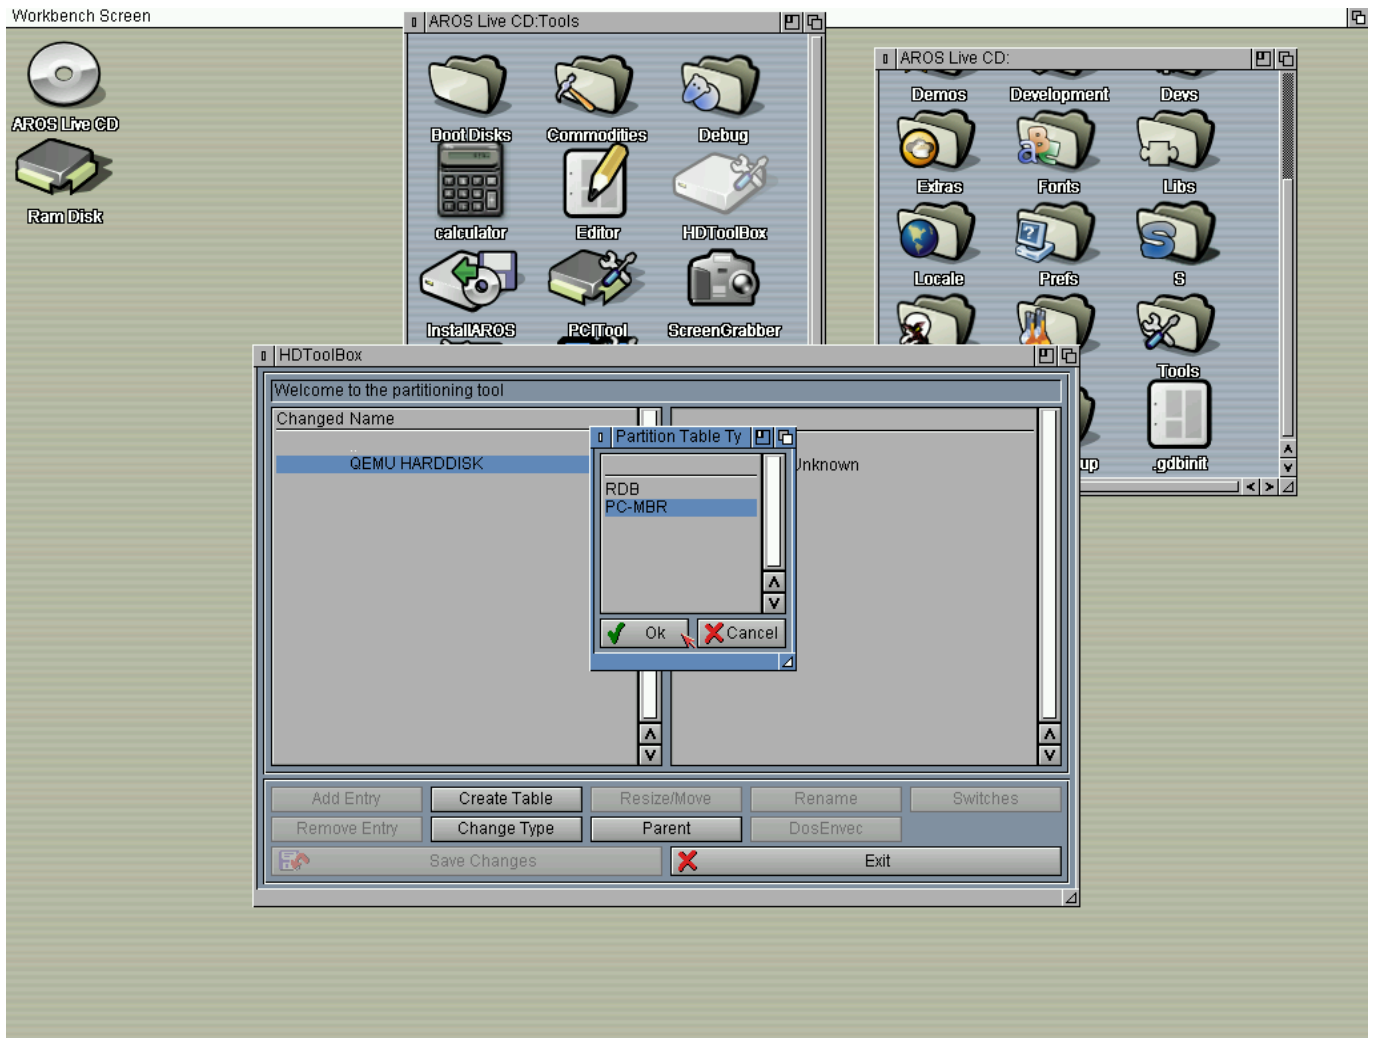 Workbench Screen
AROS Live CD
Ram Disk
AROS Live CD:Tools
Boot Disks
Commodities
Debug
calculator
Editor
HDToolBox
InstallAROS
PCITool
ScreenGrabber
AROS Live CD:
Demos
Development
Devs
Extras
Fonts
Libs
Locale
Prefs
S
Tools
up
.gdbinit
HDToolBox
Welcome to the partitioning tool
Changed Name
..
QEMU HARDDISK
Unknown
Partition Table Ty
RDB
PC-MBR
Ok
Cancel
Add Entry
Create Table
Resize/Move
Rename
Switches
Remove Entry
Change Type
Parent
DosEnvec
Save Changes
Exit